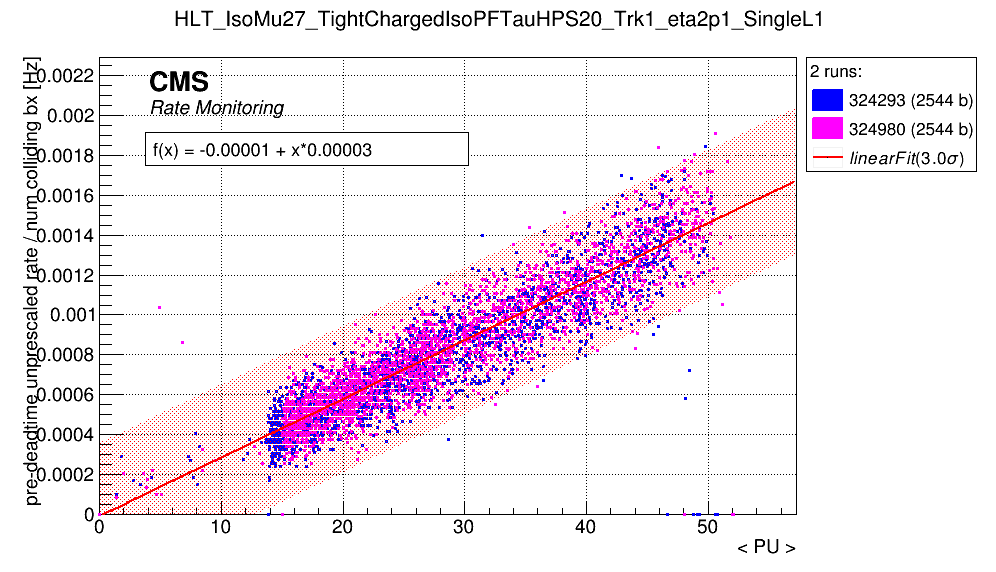 HLT_IsoMu27_TightChargedIsoPFTauHPS20_Trk1_eta2p1_SingleL1
pre-deadtime unprescaled rate / num colliding bx [Hz]
0.0022
0.002
0.0018
0.0016
0.0014
0.0012
0.001
0.0008
0.0006
0.0004
0.0002
0
CMS
Rate Monitoring
f(x) = -0.00001 + x*0.00003
2 runs:
324293 (2544 b)
324980 (2544 b)
linearFit(3.0σ)
0 10 20 30 40 50
< PU >